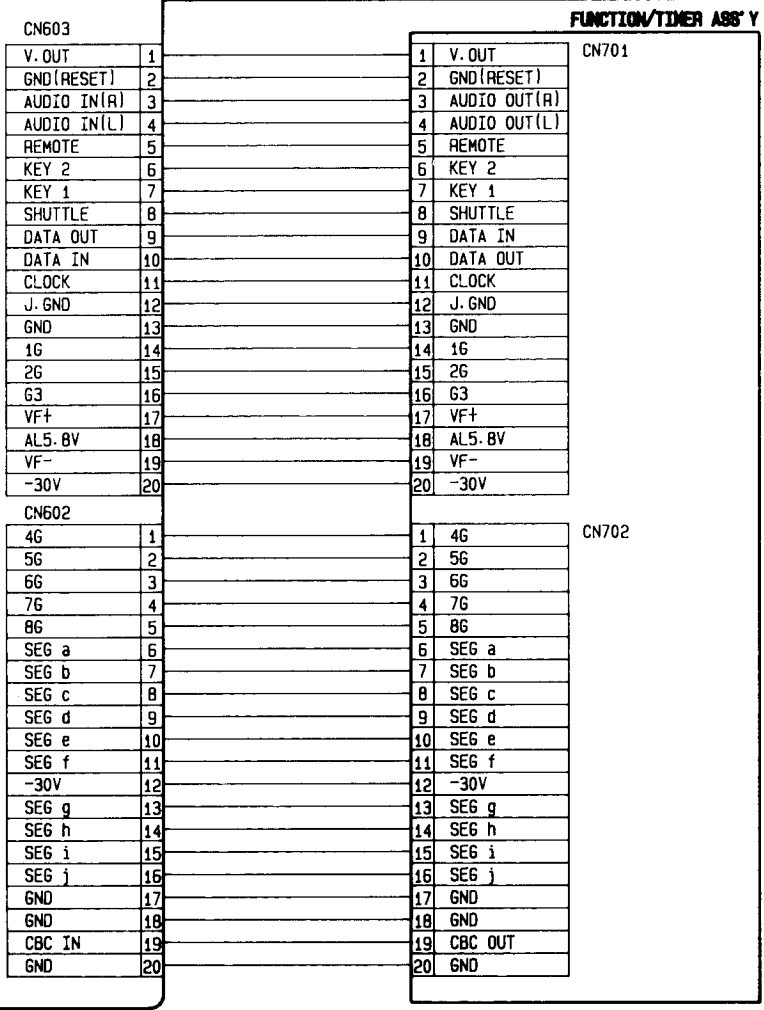 FUNCTION/TIMER ASS'Y
CN603
V.OUT 1
GND(RESET) 2
AUDIO IN(R) 3
AUDIO IN(L) 4
REMOTE 5
KEY 2 6
KEY 1 7
SHUTTLE 8
DATA OUT 9
DATA IN 10
CLOCK 11
J.GND 12
GND 13
1G 14
2G 15
G3 16
VF+ 17
AL5.8V 18
VF- 19
-30V 20
CN701
1 V.OUT
2 GND(RESET)
3 AUDIO OUT(R)
4 AUDIO OUT(L)
5 REMOTE
6 KEY 2
7 KEY 1
8 SHUTTLE
9 DATA IN
10 DATA OUT
11 CLOCK
12 J.GND
13 GND
14 1G
15 2G
16 G3
17 VF+
18 AL5.8V
19 VF-
20 -30V
CN602
4G 1
5G 2
6G 3
7G 4
8G 5
SEG a 6
SEG b 7
SEG c 8
SEG d 9
SEG e 10
SEG f 11
-30V 12
SEG g 13
SEG h 14
SEG i 15
SEG j 16
GND 17
GND 18
CBC IN 19
GND 20
CN702
1 4G
2 5G
3 6G
4 7G
5 8G
6 SEG a
7 SEG b
8 SEG c
9 SEG d
10 SEG e
11 SEG f
12 -30V
13 SEG g
14 SEG h
15 SEG i
16 SEG j
17 GND
18 GND
19 CBC OUT
20 GND